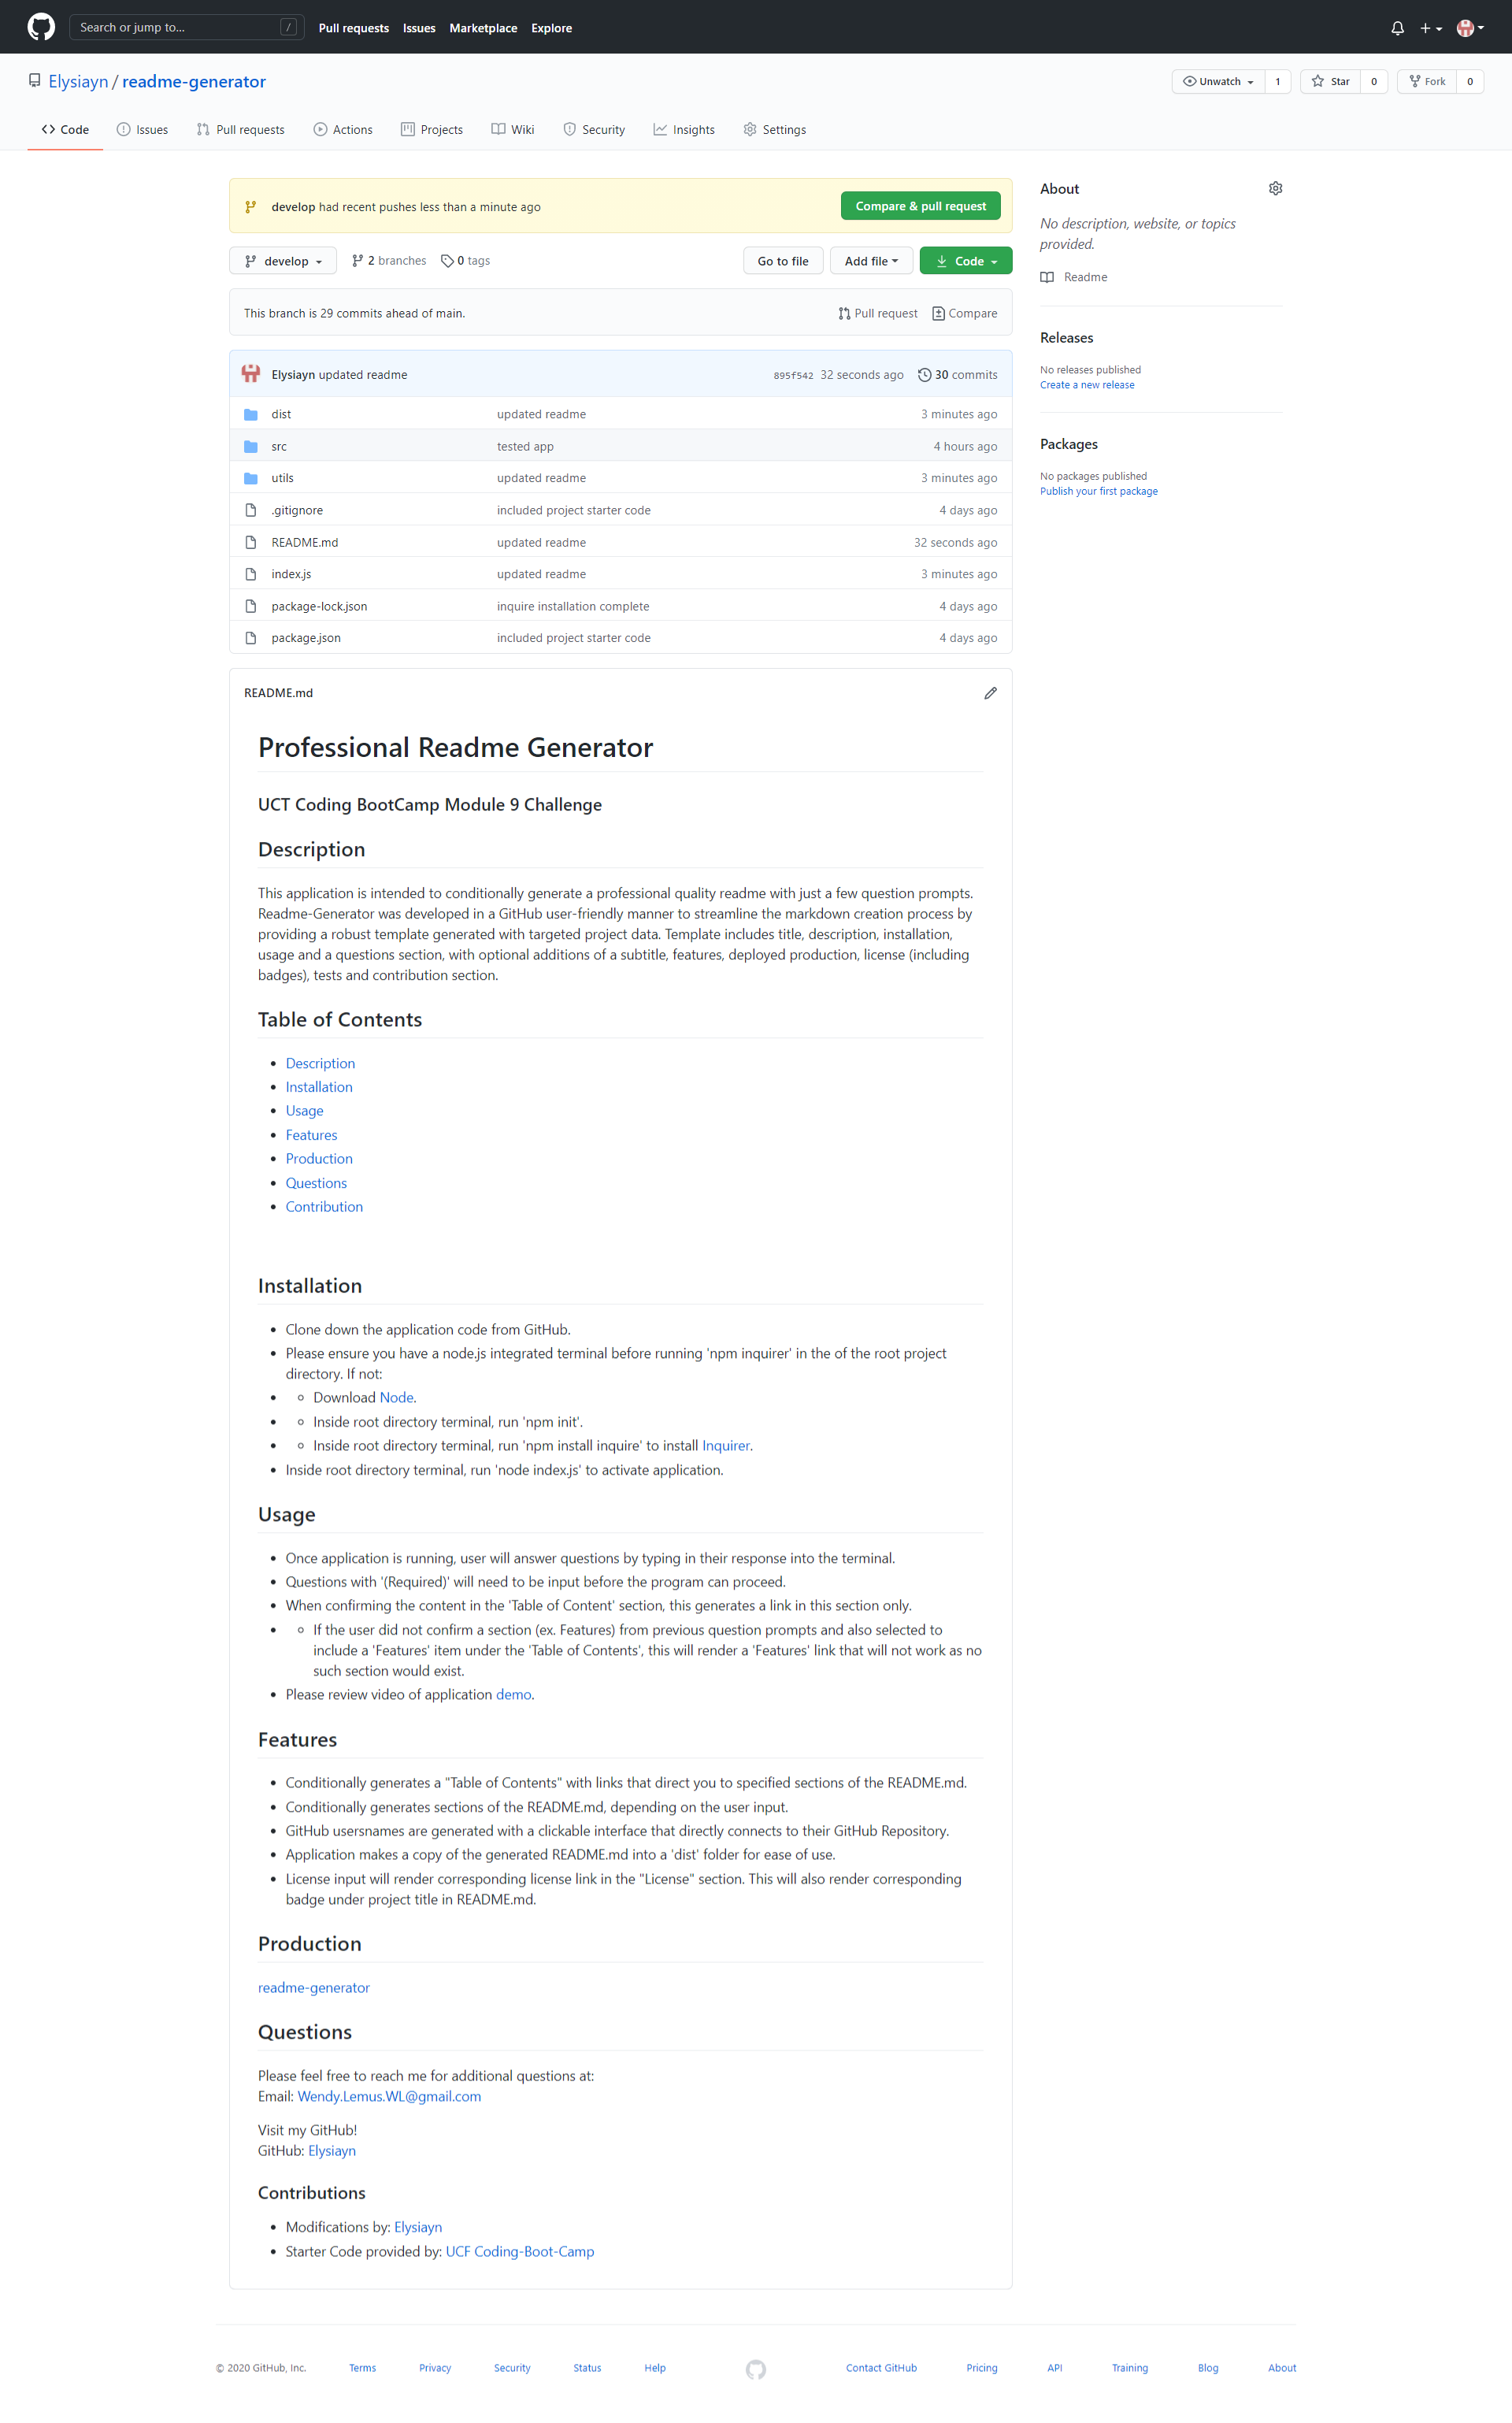 Search or jump to... /
Pull requests Issues Marketplace Explore
Elysiayn / readme-generator
Unwatch 1 Star 0 Fork 0
Code Issues Pull requests Actions Projects Wiki Security Insights Settings
develop had recent pushes less than a minute ago
Compare & pull request
develop 2 branches 0 tags
Go to file Add file Code
This branch is 29 commits ahead of main.
Pull request Compare
Elysiayn updated readme 895f542 32 seconds ago 30 commits
dist updated readme 3 minutes ago
src tested app 4 hours ago
utils updated readme 3 minutes ago
.gitignore included project starter code 4 days ago
README.md updated readme 32 seconds ago
index.js updated readme 3 minutes ago
package-lock.json inquire installation complete 4 days ago
package.json included project starter code 4 days ago
About
No description, website, or topics
provided.
Readme
Releases
No releases published
Create a new release
Packages
No packages published
Publish your first package
README.md
Professional Readme Generator
UCT Coding BootCamp Module 9 Challenge
Description
This application is intended to conditionally generate a professional quality readme with just a few question prompts.
Readme-Generator was developed in a GitHub user-friendly manner to streamline the markdown creation process by
providing a robust template generated with targeted project data. Template includes title, description, installation,
usage and a questions section, with optional additions of a subtitle, features, deployed production, license (including
badges), tests and contribution section.
Table of Contents
Description
Installation
Usage
Features
Production
Questions
Contribution
Installation
Clone down the application code from GitHub.
Please ensure you have a node.js integrated terminal before running 'npm inquirer' in the of the root project
directory. If not:
Download Node.
Inside root directory terminal, run 'npm init'.
Inside root directory terminal, run 'npm install inquire' to install Inquirer.
Inside root directory terminal, run 'node index.js' to activate application.
Usage
Once application is running, user will answer questions by typing in their response into the terminal.
Questions with '(Required)' will need to be input before the program can proceed.
When confirming the content in the 'Table of Content' section, this generates a link in this section only.
If the user did not confirm a section (ex. Features) from previous question prompts and also selected to
include a 'Features' item under the 'Table of Contents', this will render a 'Features' link that will not work as no
such section would exist.
Please review video of application demo.
Features
Conditionally generates a "Table of Contents" with links that direct you to specified sections of the README.md.
Conditionally generates sections of the README.md, depending on the user input.
GitHub usersnames are generated with a clickable interface that directly connects to their GitHub Repository.
Application makes a copy of the generated README.md into a 'dist' folder for ease of use.
License input will render corresponding license link in the "License" section. This will also render corresponding
badge under project title in README.md.
Production
readme-generator
Questions
Please feel free to reach me for additional questions at:
Email: Wendy.Lemus.WL@gmail.com
Visit my GitHub!
GitHub: Elysiayn
Contributions
Modifications by: Elysiayn
Starter Code provided by: UCF Coding-Boot-Camp
© 2020 GitHub, Inc. Terms Privacy Security Status Help Contact GitHub Pricing API Training Blog About